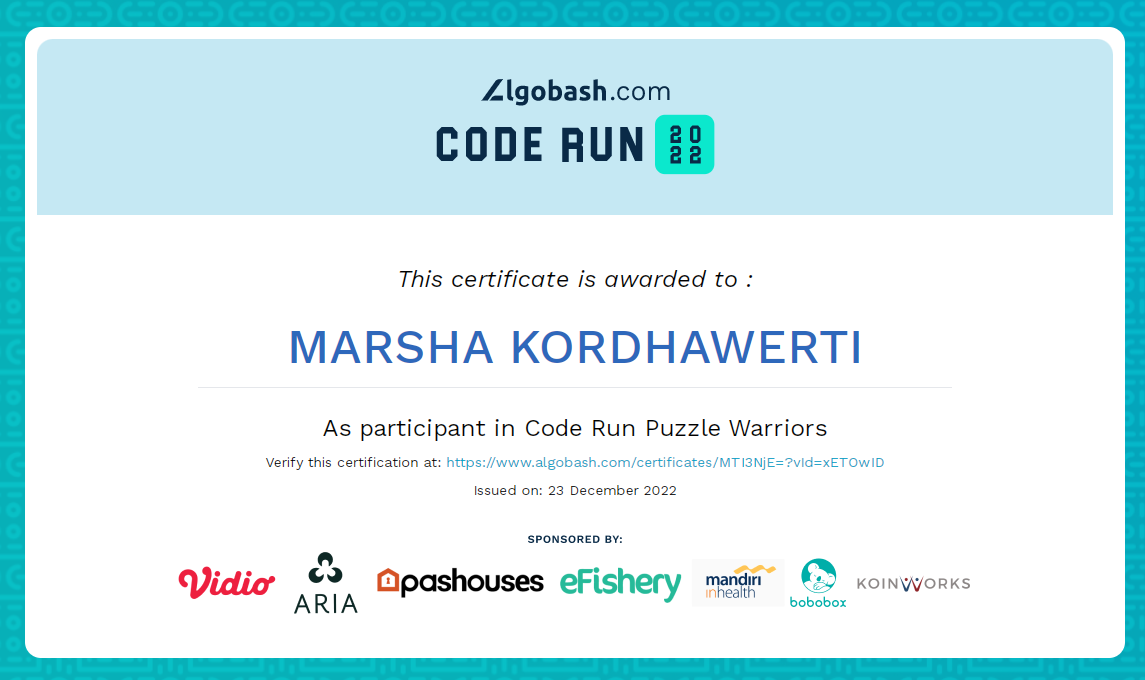 Algobash.com
CODE RUN 2022
This certificate is awarded to :
MARSHA KORDHAWERTI
As participant in Code Run Puzzle Warriors
Verify this certification at: https://www.algobash.com/certificates/MTI3NjE=?vId=xET0wID
Issued on: 23 December 2022
SPONSORED BY:
Vidio ARIA pashouses eFishery mandiri inhealth bobobox KOINWORKS